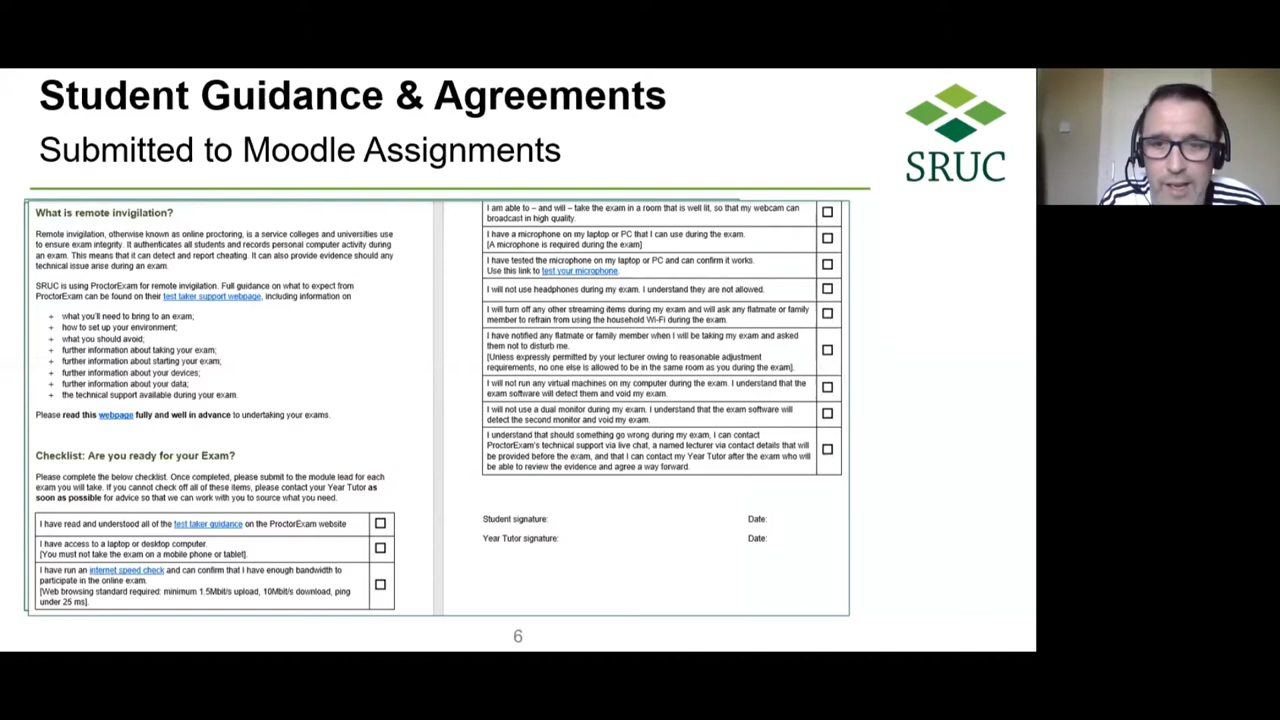 Student Guidance & Agreements
Submitted to Moodle Assignments
SRUC
What is remote invigilation?
Remote invigilation, otherwise known as online proctoring, is a service colleges and universities use
to ensure exam integrity. It authenticates all students and records personal computer activity during
an exam. This means that it can detect and report cheating. It can also provide evidence should any
technical issue arise during an exam.
SRUC is using ProctorExam for remote invigilation. Full guidance on what to expect from
ProctorExam can be found on their test taker support webpage, including information on
+ what you'll need to bring to an exam;
+ how to set up your environment;
+ what you should avoid;
+ further information about taking your exam;
+ further information about starting your exam;
+ further information about your devices;
+ further information about your data;
+ the technical support available during your exam.
Please read this webpage fully and well in advance to undertaking your exams.
Checklist: Are you ready for your Exam?
Please complete the below checklist. Once completed, please submit to the module lead for each
exam you will take. If you cannot check off all of these items, please contact your Year Tutor as
soon as possible for advice so that we can work with you to source what you need.
I have read and understood all of the test taker guidance on the ProctorExam website
I have access to a laptop or desktop computer.
[You must not take the exam on a mobile phone or tablet].
I have run an internet speed check and can confirm that I have enough bandwidth to
participate in the online exam.
[Web browsing standard required: minimum 1.5Mbit/s upload, 10Mbit/s download, ping
under 25 ms].
I am able to – and will – take the exam in a room that is well lit, so that my webcam can
broadcast in high quality.
I have a microphone on my laptop or PC that I can use during the exam.
[A microphone is required during the exam]
I have tested the microphone on my laptop or PC and can confirm it works.
Use this link to test your microphone.
I will not use headphones during my exam. I understand they are not allowed.
I will turn off any other streaming items during my exam and will ask any flatmate or family
member to refrain from using the household Wi-Fi during the exam.
I have notified any flatmate or family member when I will be taking my exam and asked
them not to disturb me.
[Unless expressly permitted by your lecturer owing to reasonable adjustment
requirements, no one else is allowed to be in the same room as you during the exam].
I will not run any virtual machines on my computer during the exam. I understand that the
exam software will detect them and void my exam.
I will not use a dual monitor during my exam. I understand that the exam software will
detect the second monitor and void my exam.
I understand that should something go wrong during my exam, I can contact
ProctorExam's technical support via live chat, a named lecturer via contact details that will
be provided before the exam, and that I can contact my Year Tutor after the exam who will
be able to review the evidence and agree a way forward.
Student signature: Date:
Year Tutor signature: Date:
6